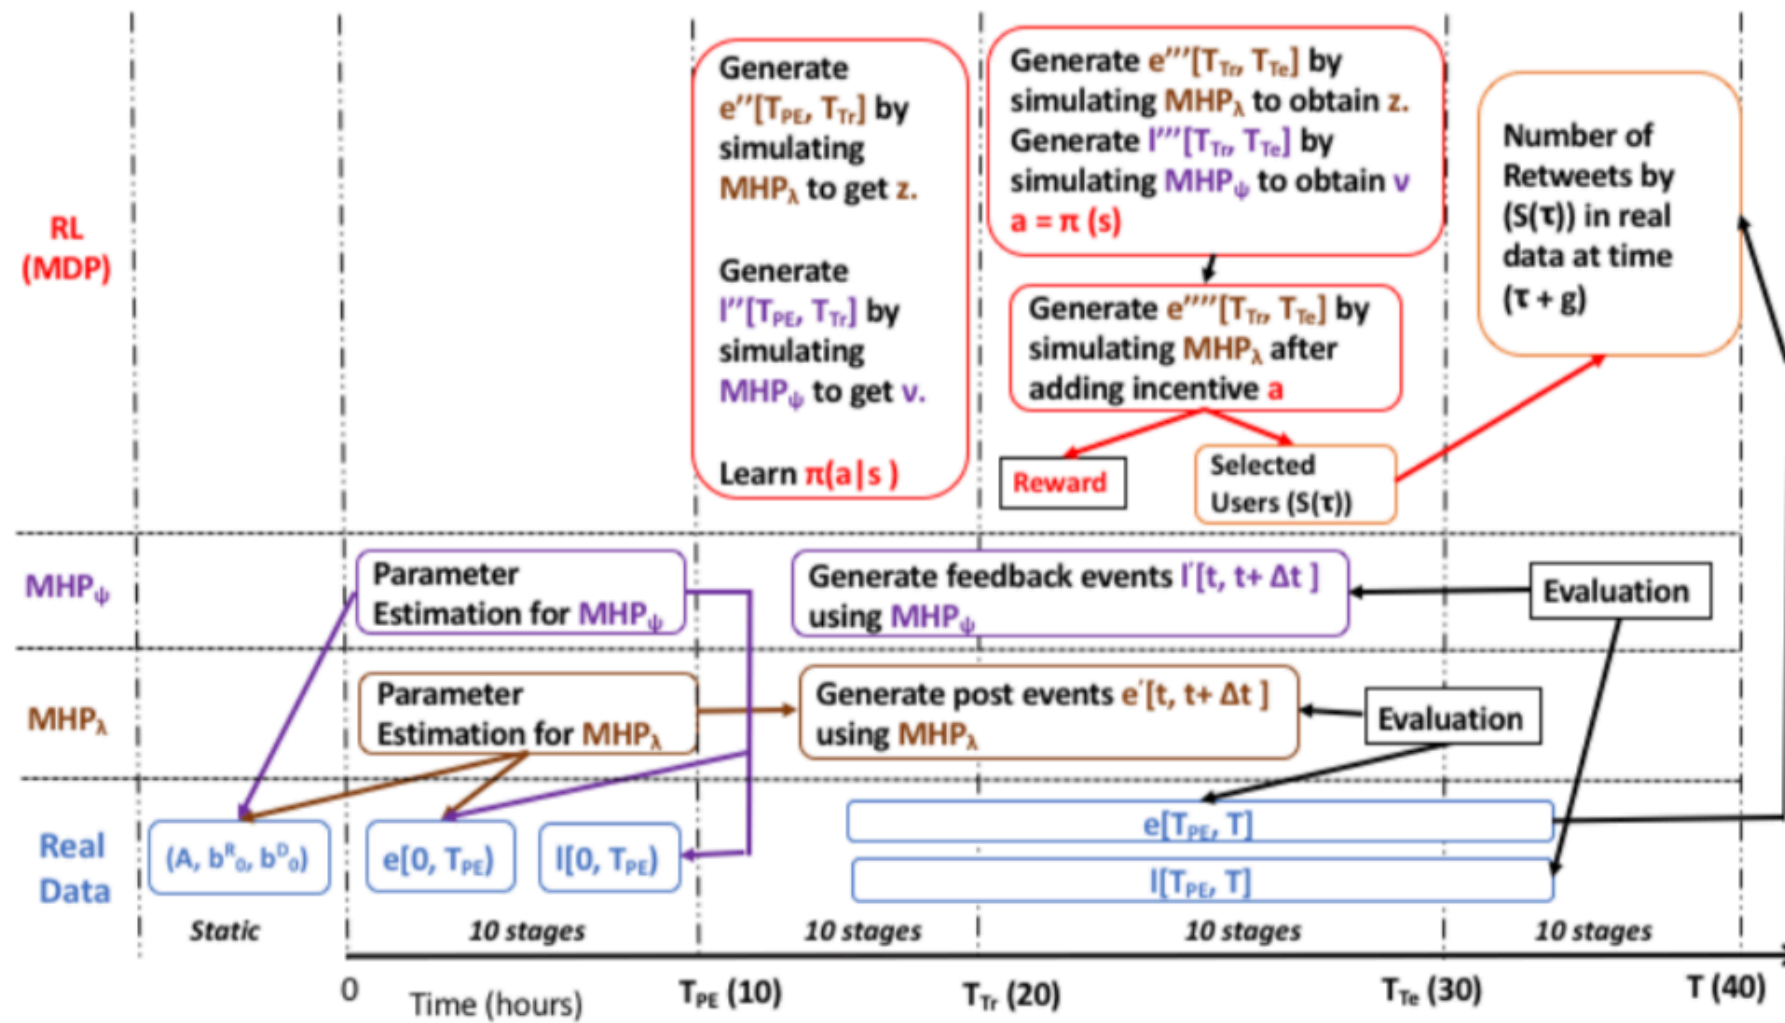 RL
(MDP)
Generate
e′′[T_PE, T_Tr] by
simulating
MHP_λ to get z.
Generate
l′′[T_PE, T_Tr] by
simulating
MHP_ψ to get ν.
Learn π(a|s )
Generate e′′′[T_Tr, T_Te] by
simulating MHP_λ to obtain z.
Generate l′′′[T_Tr, T_Te] by
simulating MHP_ψ to obtain ν
a = π (s)
Generate e′′′′[T_Tr, T_Te] by
simulating MHP_λ after
adding incentive a
Reward
Selected
Users (S(τ))
Number of
Retweets by
(S(τ)) in real
data at time
(τ + g)
MHP_ψ
Parameter
Estimation for MHP_ψ
Generate feedback events l′[t, t+ Δt ]
using MHP_ψ
Evaluation
MHP_λ
Parameter
Estimation for MHP_λ
Generate post events e′[t, t+ Δt ]
using MHP_λ
Evaluation
Real
Data
(A, b^R_0, b^D_0)
e[0, T_PE)
l[0, T_PE)
e[T_PE, T]
l[T_PE, T]
Static
10 stages
10 stages
10 stages
10 stages
0
Time (hours)
T_PE (10)
T_Tr (20)
T_Te (30)
T (40)